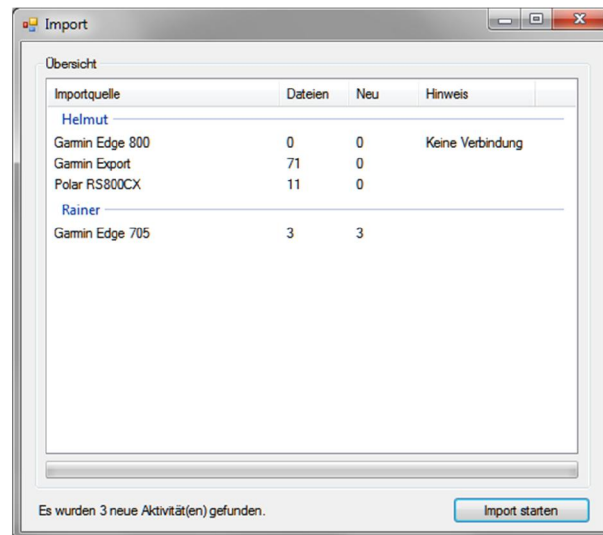 Import
Übersicht
Importquelle Dateien Neu Hinweis
Helmut
Garmin Edge 800 0 0 Keine Verbindung
Garmin Export 71 0
Polar RS800CX 11 0
Rainer
Garmin Edge 705 3 3
Es wurden 3 neue Aktivität(en) gefunden. Import starten